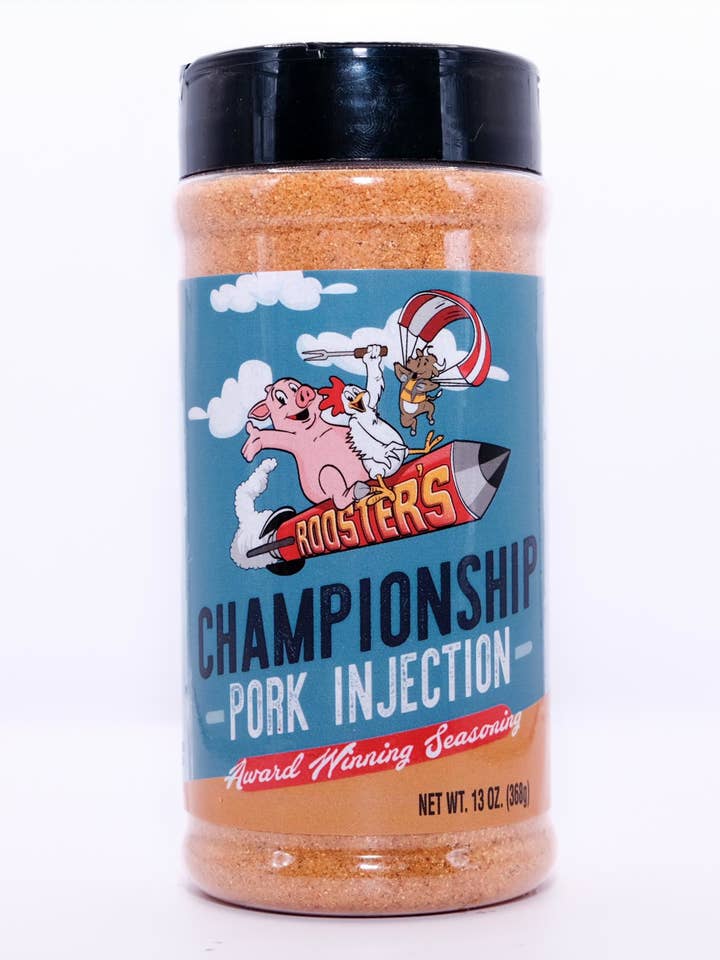 ROOSTER'S
CHAMPIONSHIP
-PORK INJECTION-
Award Winning Seasoning
NET WT. 13 OZ. (368g)